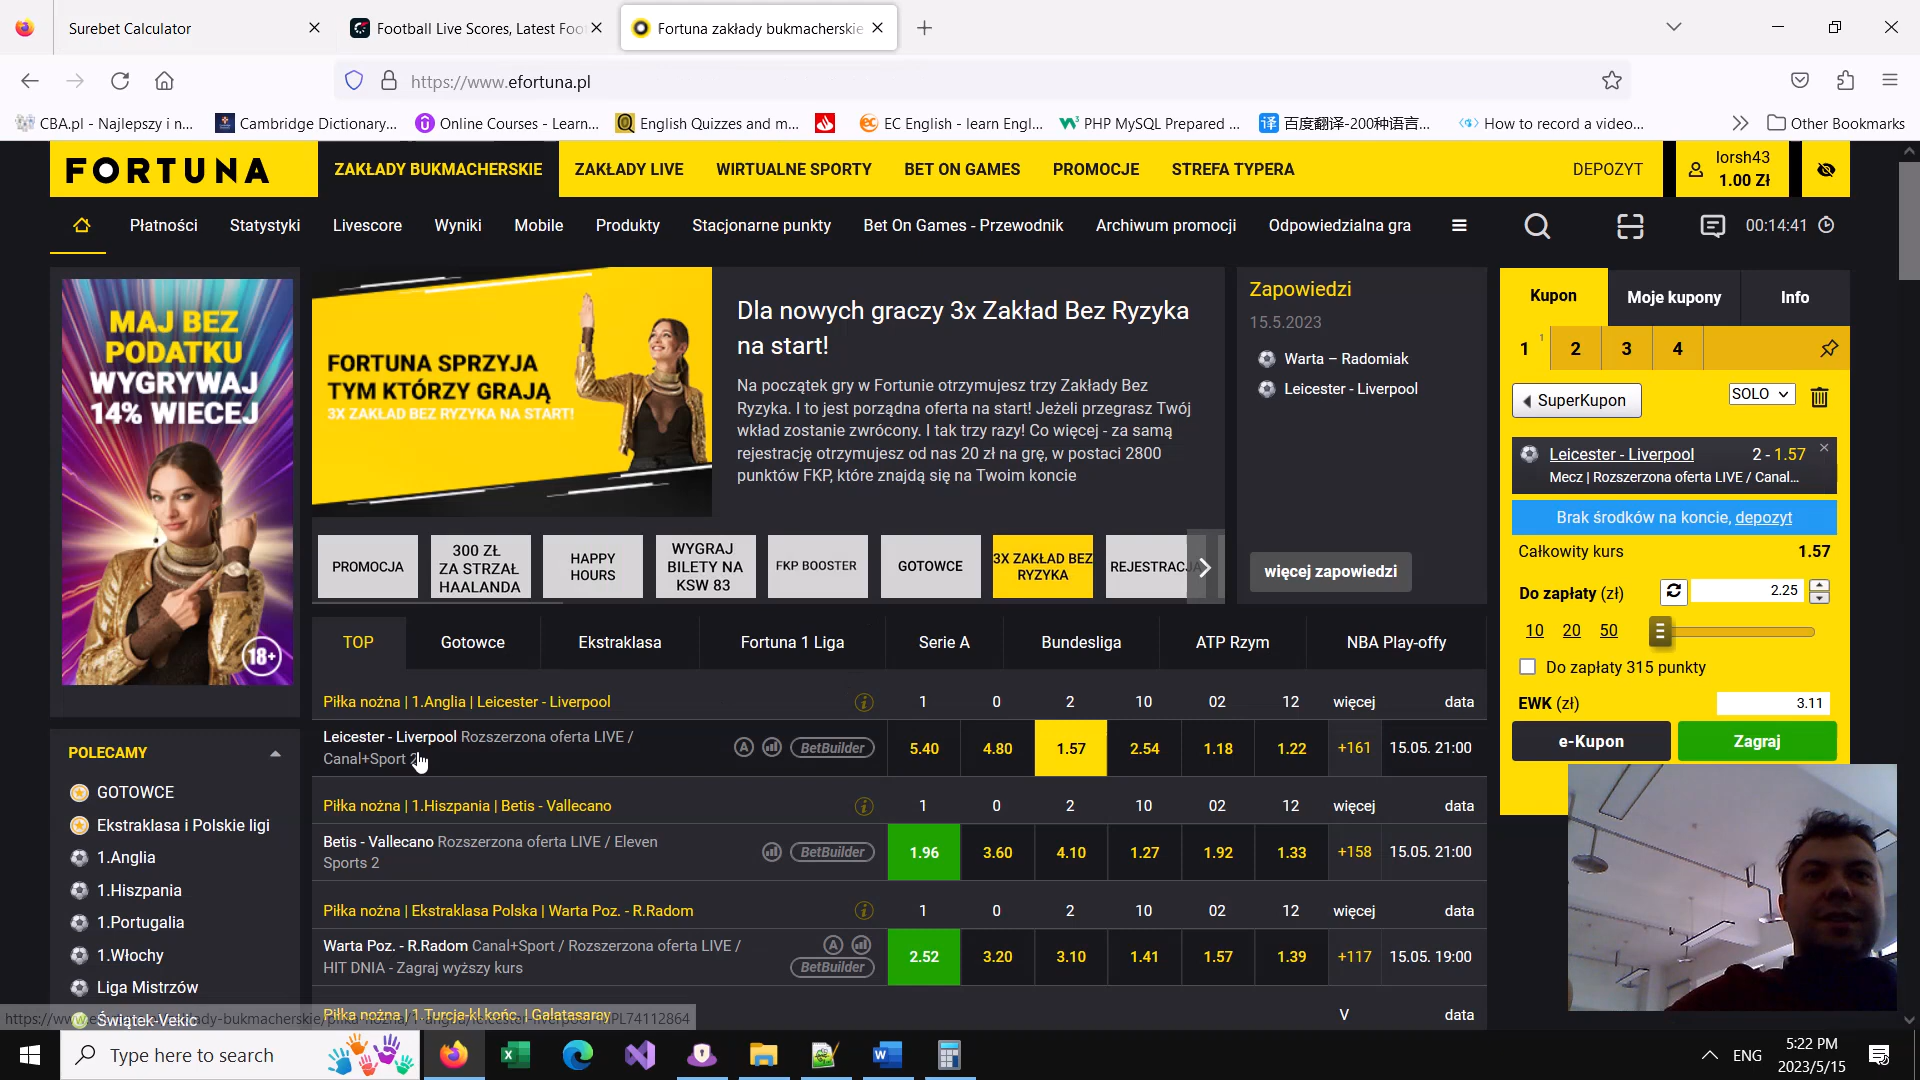 Surebet Calculator
Football Live Scores, Latest Foo
Fortuna zakłady bukmacherskie
https://www.efortuna.pl
CBA.pl - Najlepszy i n...
Cambridge Dictionary...
Online Courses - Learn...
English Quizzes and m...
EC English - learn Engl...
PHP MySQL Prepared ...
百度翻译-200种语言...
How to record a video...
Other Bookmarks
FORTUNA
ZAKŁADY BUKMACHERSKIE
ZAKŁADY LIVE
WIRTUALNE SPORTY
BET ON GAMES
PROMOCJE
STREFA TYPERA
DEPOZYT
lorsh43
1.00 Zł
Płatności
Statystyki
Livescore
Wyniki
Mobile
Produkty
Stacjonarne punkty
Bet On Games - Przewodnik
Archiwum promocji
Odpowiedzialna gra
00:14:41
MAJ BEZ
PODATKU
WYGRYWAJ
14% WIECEJ
18+
FORTUNA SPRZYJA
TYM KTÓRZY GRAJĄ
3X ZAKŁAD BEZ RYZYKA NA START!
Dla nowych graczy 3x Zakład Bez Ryzyka
na start!
Na początek gry w Fortunie otrzymujesz trzy Zakłady Bez
Ryzyka. I to jest porządna oferta na start! Jeżeli przegrasz Twój
wkład zostanie zwrócony. I tak trzy razy! Co więcej - za samą
rejestrację otrzymujesz od nas 20 zł na grę, w postaci 2800
punktów FKP, które znajdą się na Twoim koncie
Zapowiedzi
15.5.2023
Warta – Radomiak
Leicester - Liverpool
więcej zapowiedzi
PROMOCJA
300 ZŁ
ZA STRZAŁ
HAALANDA
HAPPY
HOURS
WYGRAJ
BILETY NA
KSW 83
FKP BOOSTER
GOTOWCE
3X ZAKŁAD BEZ
RYZYKA
REJESTRACJA
Kupon
Moje kupony
Info
1 1
2
3
4
SuperKupon
SOLO
Leicester - Liverpool 2 - 1.57
Mecz | Rozszerzona oferta LIVE / Canal...
Brak środków na koncie, depozyt
Całkowity kurs 1.57
Do zapłaty (zł) 2.25
10 20 50
Do zapłaty 315 punkty
EWK (zł) 3.11
e-Kupon
Zagraj
TOP
Gotowce
Ekstraklasa
Fortuna 1 Liga
Serie A
Bundesliga
ATP Rzym
NBA Play-offy
Piłka nożna | 1.Anglia | Leicester - Liverpool 1 0 2 10 02 12 więcej data
Leicester - Liverpool Rozszerzona oferta LIVE /
Canal+Sport 2
A BetBuilder 5.40 4.80 1.57 2.54 1.18 1.22 +161 15.05. 21:00
Piłka nożna | 1.Hiszpania | Betis - Vallecano 1 0 2 10 02 12 więcej data
Betis - Vallecano Rozszerzona oferta LIVE / Eleven
Sports 2
BetBuilder 1.96 3.60 4.10 1.27 1.92 1.33 +158 15.05. 21:00
Piłka nożna | Ekstraklasa Polska | Warta Poz. - R.Radom 1 0 2 10 02 12 więcej data
Warta Poz. - R.Radom Canal+Sport / Rozszerzona oferta LIVE /
HIT DNIA - Zagraj wyższy kurs
A BetBuilder 2.52 3.20 3.10 1.41 1.57 1.39 +117 15.05. 19:00
Piłka nożna | 1.Turcja-kl.końc. | Galatasaray V data
POLECAMY
GOTOWCE
Ekstraklasa i Polskie ligi
1.Anglia
1.Hiszpania
1.Portugalia
1.Włochy
Liga Mistrzów
Świątek-Vekic
Type here to search
ENG
5:22 PM
2023/5/15